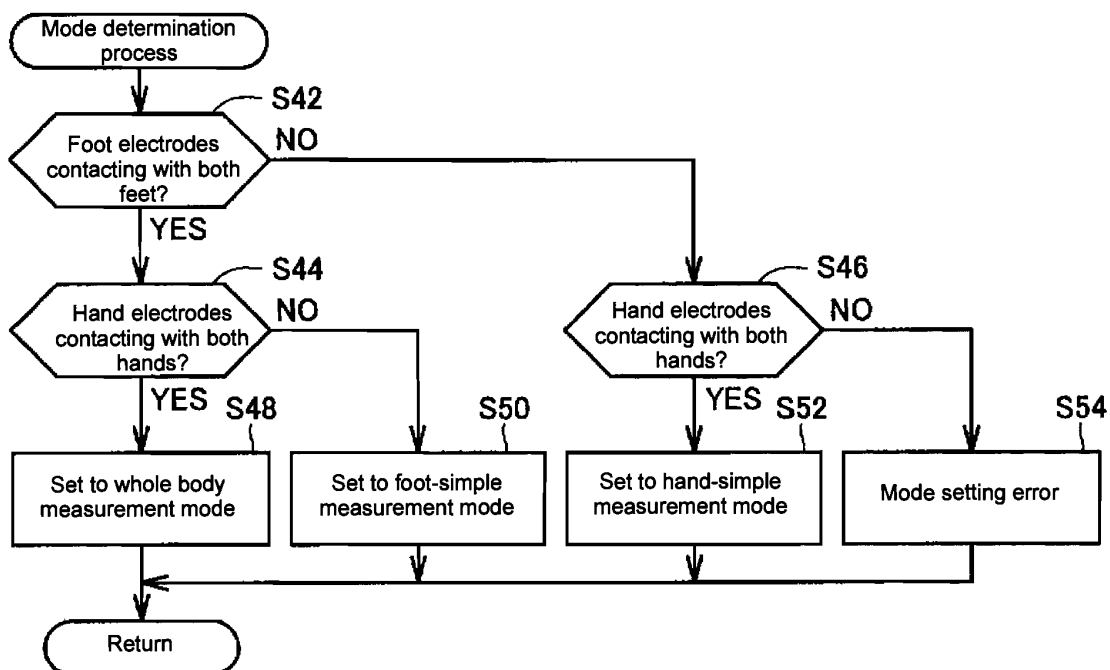 Mode determination
process
S42
Foot electrodes
contacting with both
feet?
NO
YES
S44
Hand electrodes
contacting with both
hands?
NO
YES
S46
Hand electrodes
contacting with both
hands?
NO
YES
S48
Set to whole body
measurement mode
S50
Set to foot-simple
measurement mode
S52
Set to hand-simple
measurement mode
S54
Mode setting error
Return